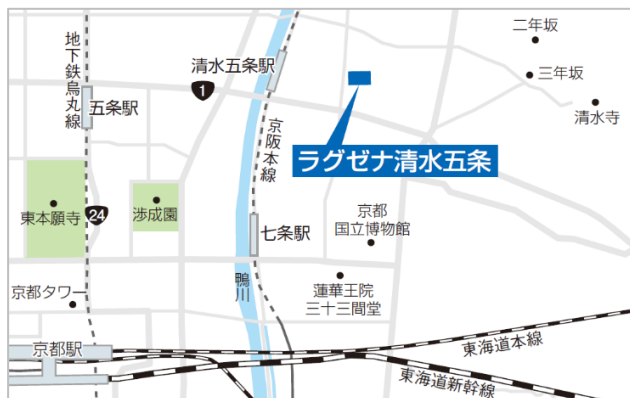 二年坂
地下鉄烏丸線
清水五条駅
三年坂
1
五条駅
清水寺
京阪本線
ラグゼナ清水五条
東本願寺
24
渉成園
京都
国立博物館
七条駅
京都タワー
鴨川
蓮華王院
三十三間堂
京都駅
東海道本線
東海道新幹線